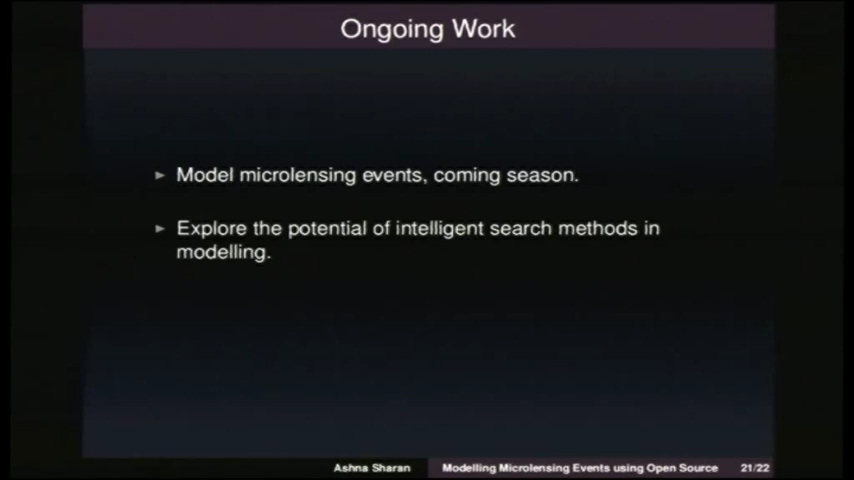 Ongoing Work
Model microlensing events, coming season.
Explore the potential of intelligent search methods in
modelling.
Ashna Sharan
Modelling Microlensing Events using Open Source
21/22